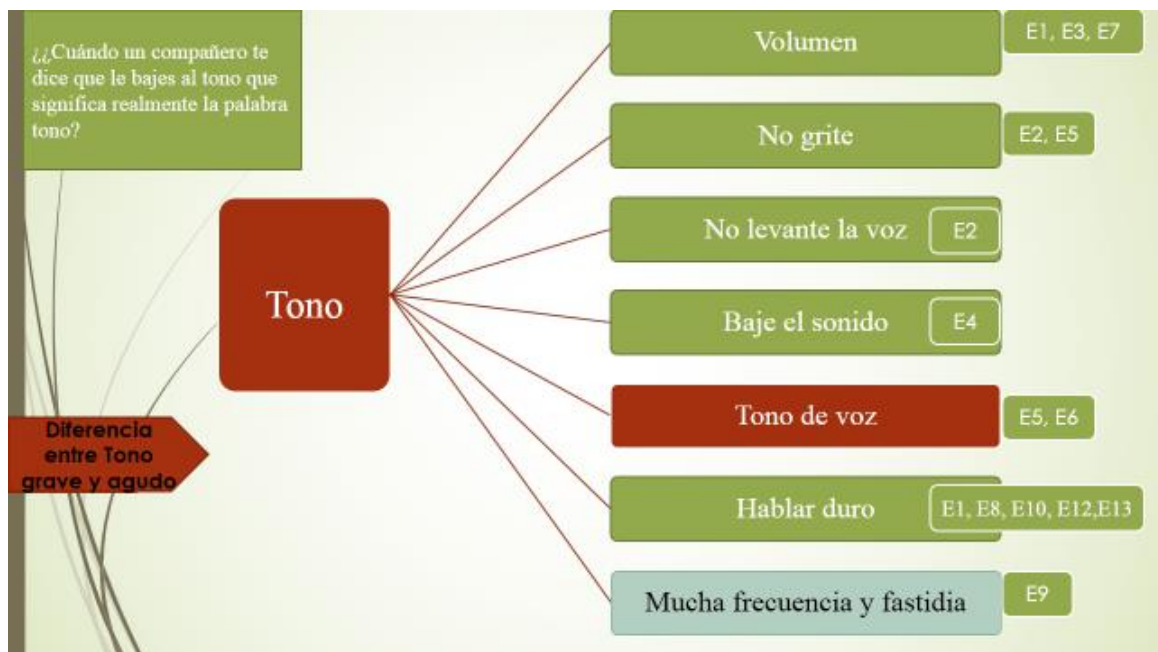 ¿¿Cuándo un compañero te
dice que le bajes al tono que
significa realmente la palabra
tono?
Tono
Diferencia
entre Tono
grave y agudo
Volumen
E1, E3, E7
No grite
E2, E5
No levante la voz
E2
Baje el sonido
E4
Tono de voz
E5, E6
Hablar duro
E1, E8, E10, E12,E13
Mucha frecuencia y fastidia
E9